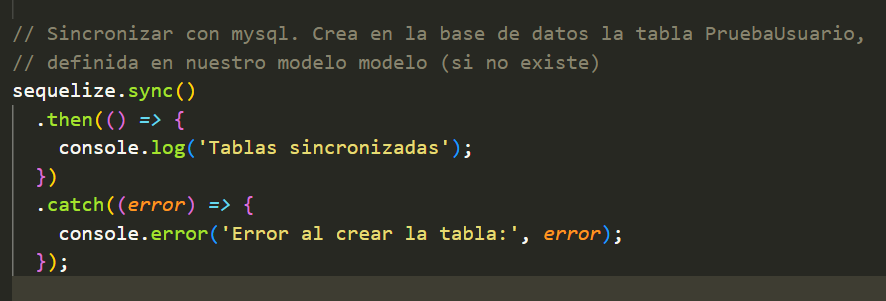 // Sincronizar con mysql. Crea en la base de datos la tabla PruebaUsuario,
// definida en nuestro modelo modelo (si no existe)
sequelize.sync()
  .then(() => {
    console.log('Tablas sincronizadas');
  })
  .catch((error) => {
    console.error('Error al crear la tabla:', error);
  });